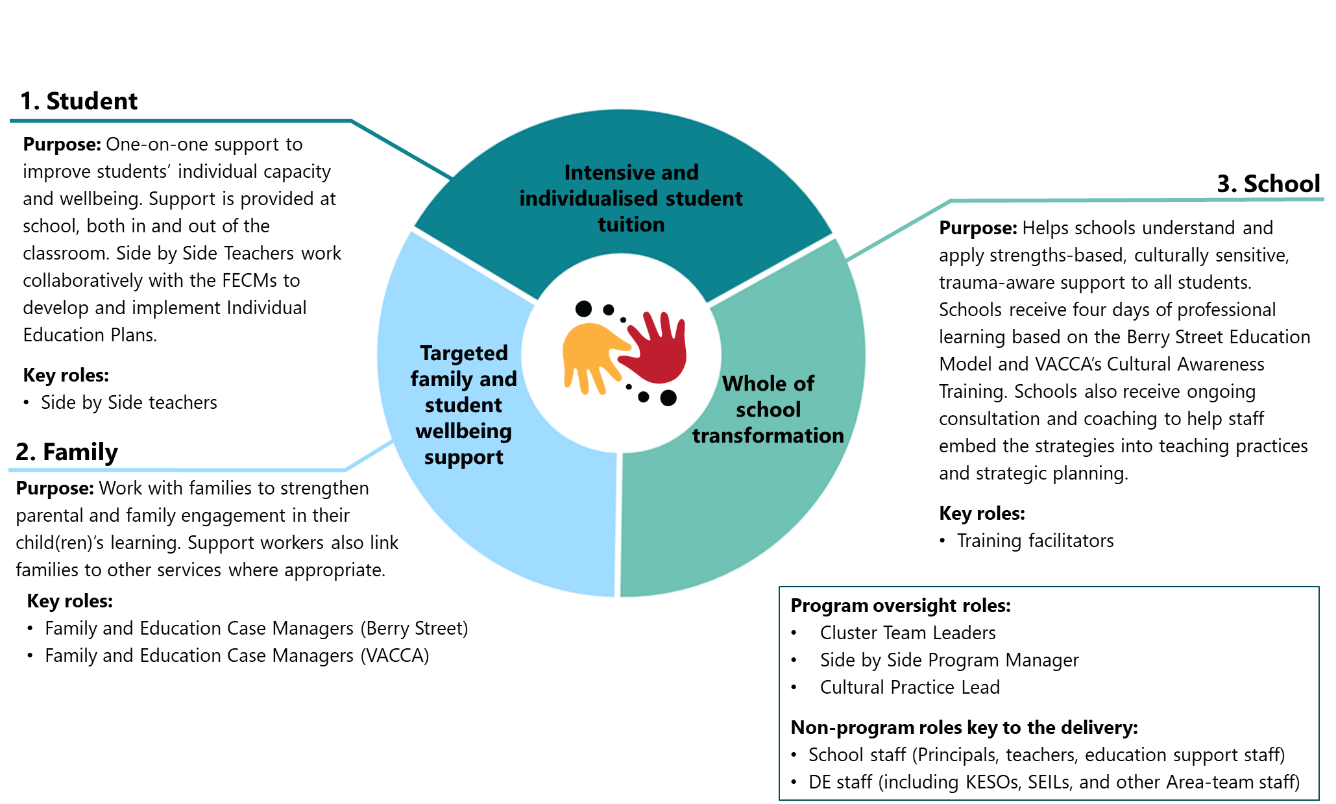 1. Student
Purpose: One-on-one support to
improve students’ individual capacity
and wellbeing. Support is provided at
school, both in and out of the
classroom. Side by Side Teachers work
collaboratively with the FECMs to
develop and implement Individual
Education Plans.
Key roles:
• Side by Side teachers
2. Family
Purpose: Work with families to strengthen
parental and family engagement in their
child(ren)’s learning. Support workers also link
families to other services where appropriate.
Key roles:
• Family and Education Case Managers (Berry Street)
• Family and Education Case Managers (VACCA)
Intensive and
individualised student
tuition
Targeted
family and
student
wellbeing
support
Whole of
school
transformation
3. School
Purpose: Helps schools understand and
apply strengths-based, culturally sensitive,
trauma-aware support to all students.
Schools receive four days of professional
learning based on the Berry Street Education
Model and VACCA’s Cultural Awareness
Training. Schools also receive ongoing
consultation and coaching to help staff
embed the strategies into teaching practices
and strategic planning.
Key roles:
• Training facilitators
Program oversight roles:
• Cluster Team Leaders
• Side by Side Program Manager
• Cultural Practice Lead
Non-program roles key to the delivery:
• School staff (Principals, teachers, education support staff)
• DE staff (including KESOs, SEILs, and other Area-team staff)